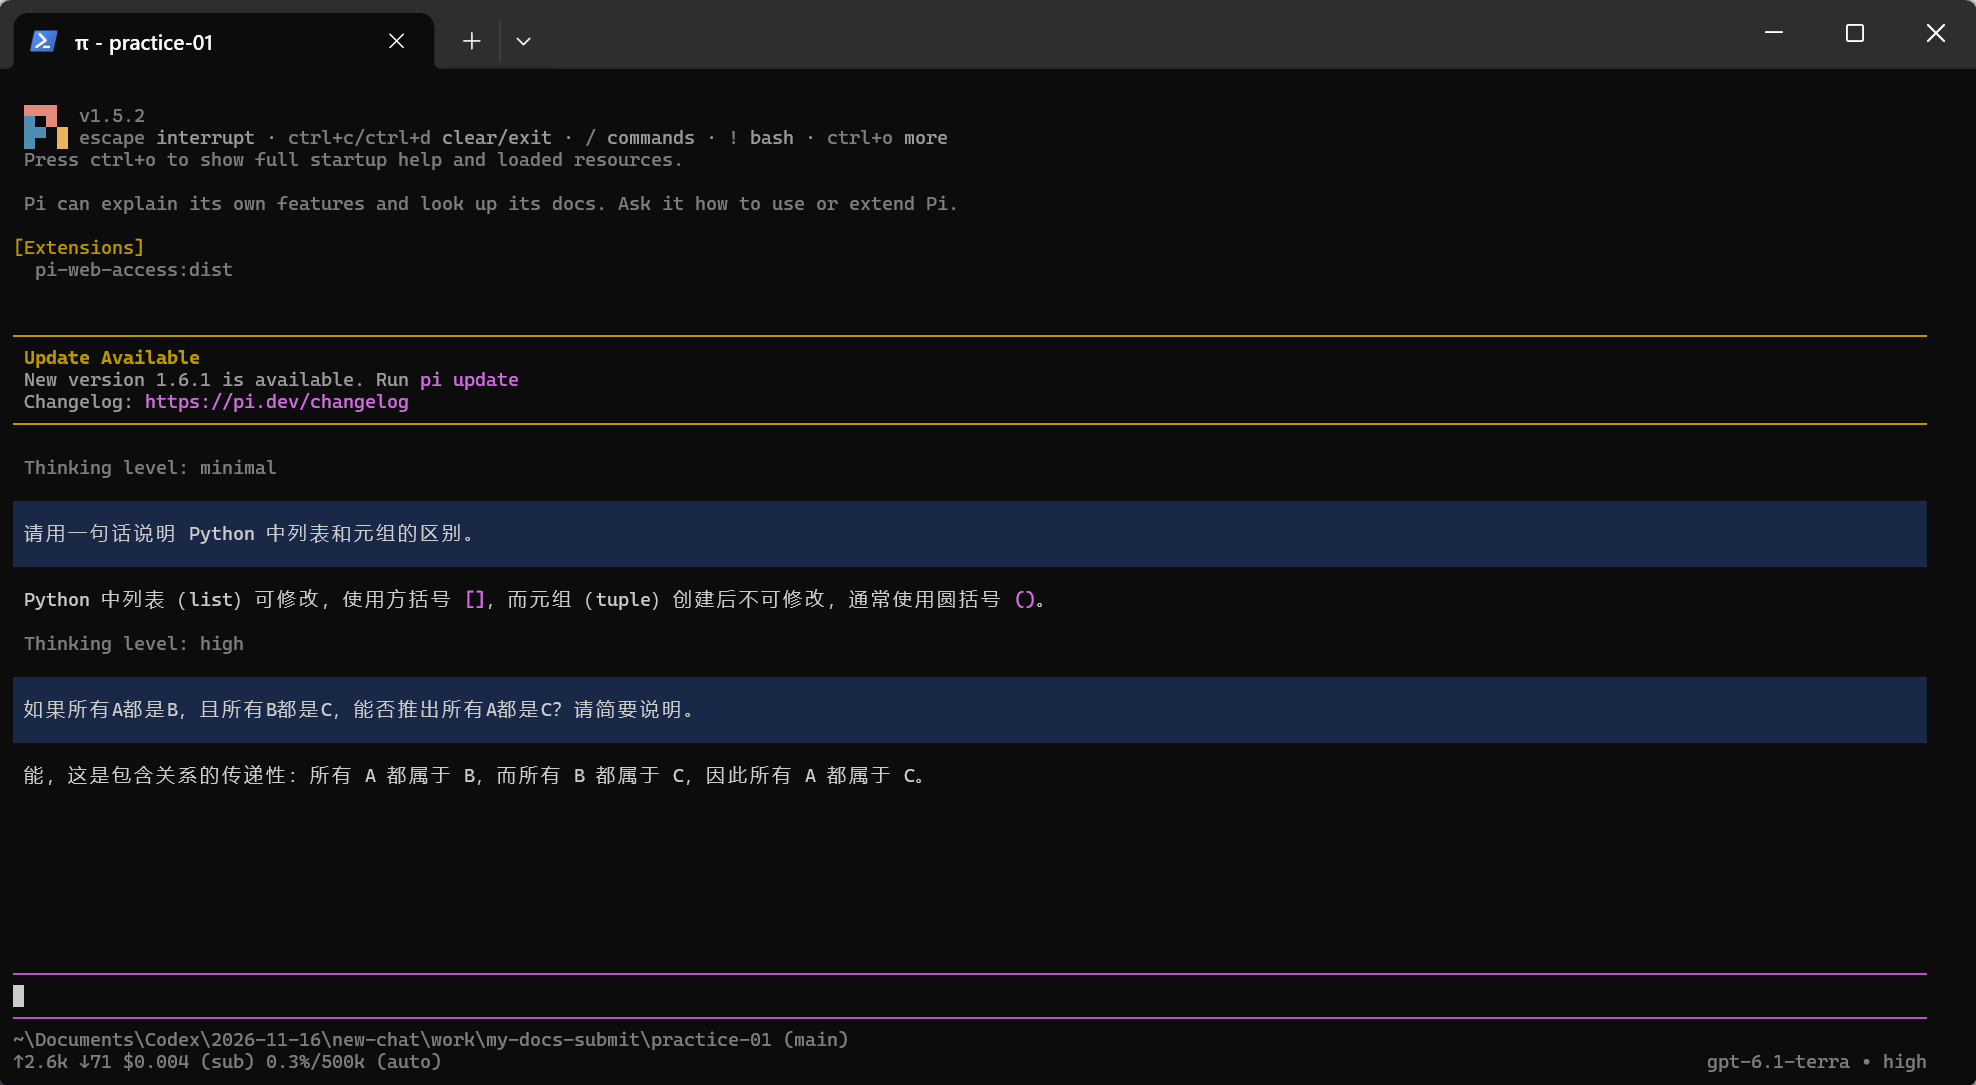 π - practice-01
v1.5.2
escape interrupt · ctrl+c/ctrl+d clear/exit · / commands · ! bash · ctrl+o more
Press ctrl+o to show full startup help and loaded resources.
Pi can explain its own features and look up its docs. Ask it how to use or extend Pi.
[Extensions]
pi-web-access:dist
Update Available
New version 1.6.1 is available. Run pi update
Changelog: https://pi.dev/changelog
Thinking level: minimal
请用一句话说明 Python 中列表和元组的区别。
Python 中列表（list）可修改，使用方括号 []，而元组（tuple）创建后不可修改，通常使用圆括号 ()。
Thinking level: high
如果所有A都是B，且所有B都是C，能否推出所有A都是C？请简要说明。
能，这是包含关系的传递性：所有 A 都属于 B，而所有 B 都属于 C，因此所有 A 都属于 C。
~\Documents\Codex\2026-11-16\new-chat\work\my-docs-submit\practice-01 (main)
↑2.6k ↓71 $0.004 (sub) 0.3%/500k (auto) gpt-6.1-terra • high